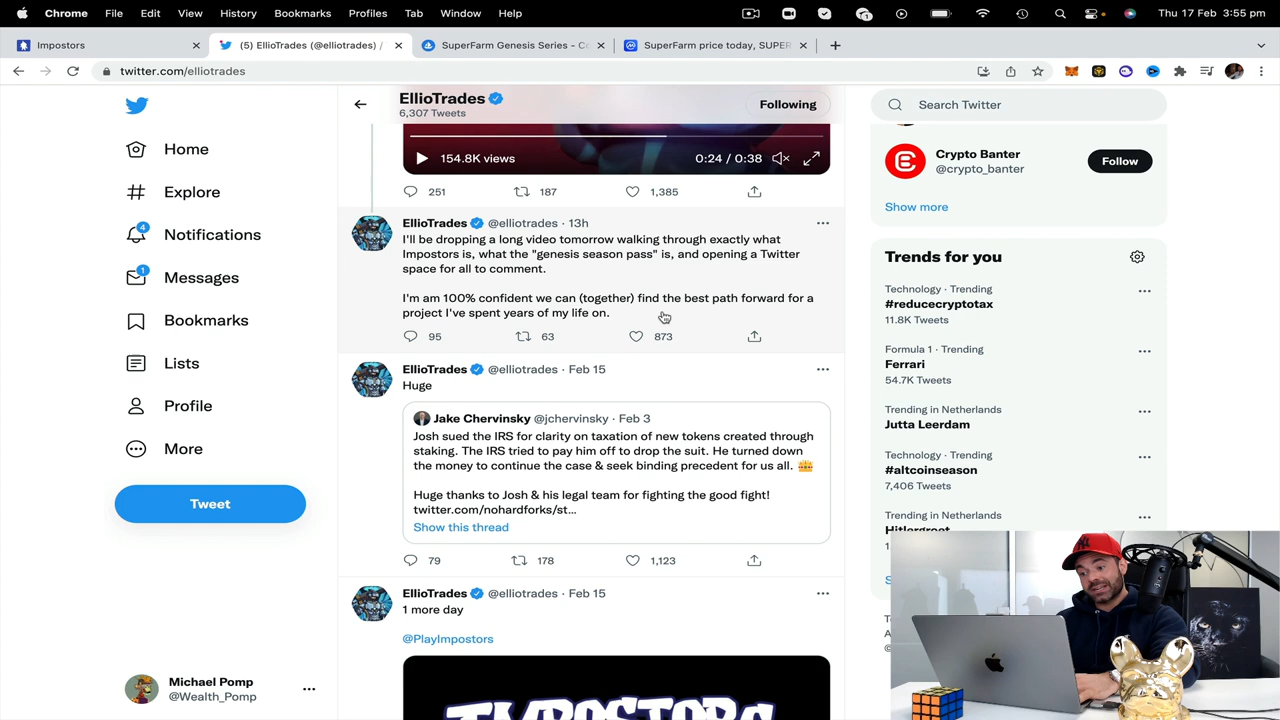 Chrome File Edit View History Bookmarks Profiles Tab Window Help Thu 17 Feb 3:55 pm
Impostors
(5) EllioTrades (@elliotrades) /
SuperFarm Genesis Series - Co
SuperFarm price today, SUPER
twitter.com/elliotrades
EllioTrades
6,307 Tweets
Following
Search Twitter
Home
Explore
4
Notifications
1
Messages
Bookmarks
Lists
Profile
More
Tweet
Michael Pomp
@Wealth_Pomp
154.8K views
0:24 / 0:38
251 187 1,385
EllioTrades @elliotrades · 13h
I'll be dropping a long video tomorrow walking through exactly what
Impostors is, what the "genesis season pass" is, and opening a Twitter
space for all to comment.
I'm am 100% confident we can (together) find the best path forward for a
project I've spent years of my life on.
95 63 873
EllioTrades @elliotrades · Feb 15
Huge
Jake Chervinsky @jchervinsky · Feb 3
Josh sued the IRS for clarity on taxation of new tokens created through
staking. The IRS tried to pay him off to drop the suit. He turned down
the money to continue the case & seek binding precedent for us all.
Huge thanks to Josh & his legal team for fighting the good fight!
twitter.com/nohardforks/st…
Show this thread
79 178 1,123
EllioTrades @elliotrades · Feb 15
1 more day
@PlayImpostors
IMPOSTORS
Crypto Banter
@crypto_banter
Follow
Show more
Trends for you
Technology · Trending
#reducecryptotax
11.8K Tweets
Formula 1 · Trending
Ferrari
54.7K Tweets
Trending in Netherlands
Jutta Leerdam
Technology · Trending
#altcoinseason
7,406 Tweets
Trending in Netherlands
Hitlergroet